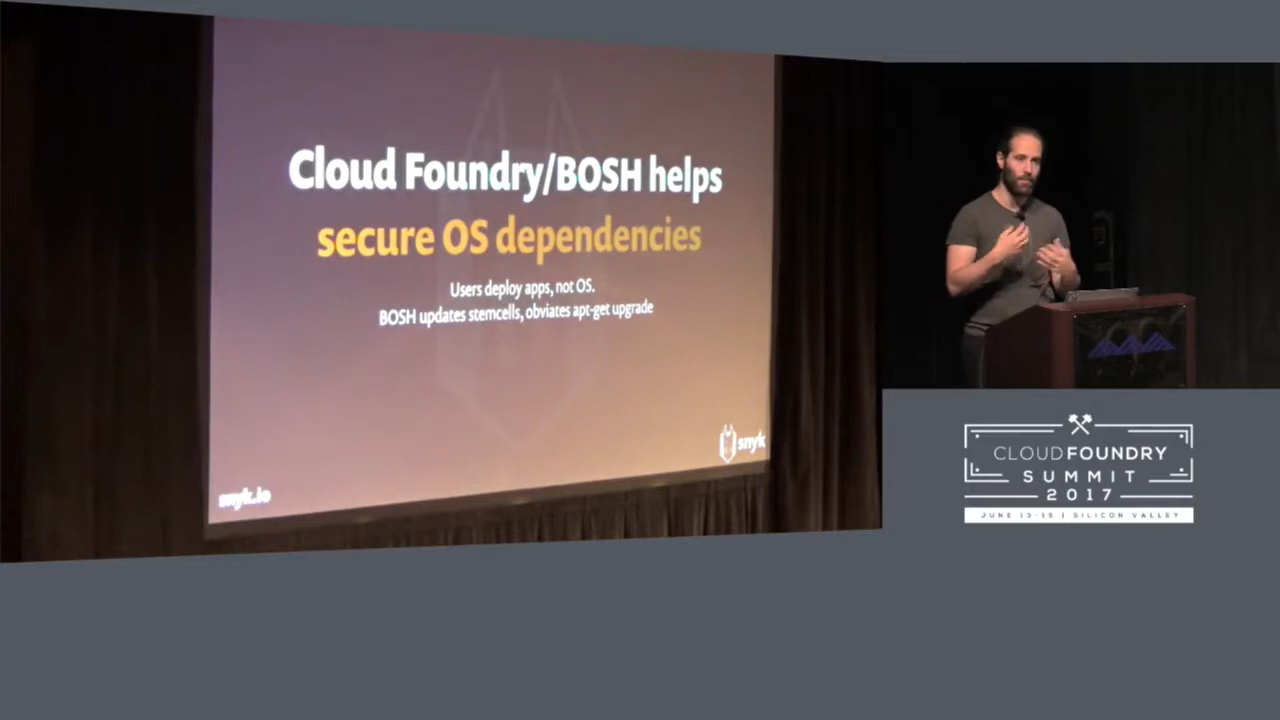 Cloud Foundry/BOSH helps
secure OS dependencies
Users deploy apps, not OS.
BOSH updates stemcells, obviates apt-get upgrade
snyk
snyk.io
CLOUD FOUNDRY
SUMMIT
2017
JUNE 13-15 | SILICON VALLEY